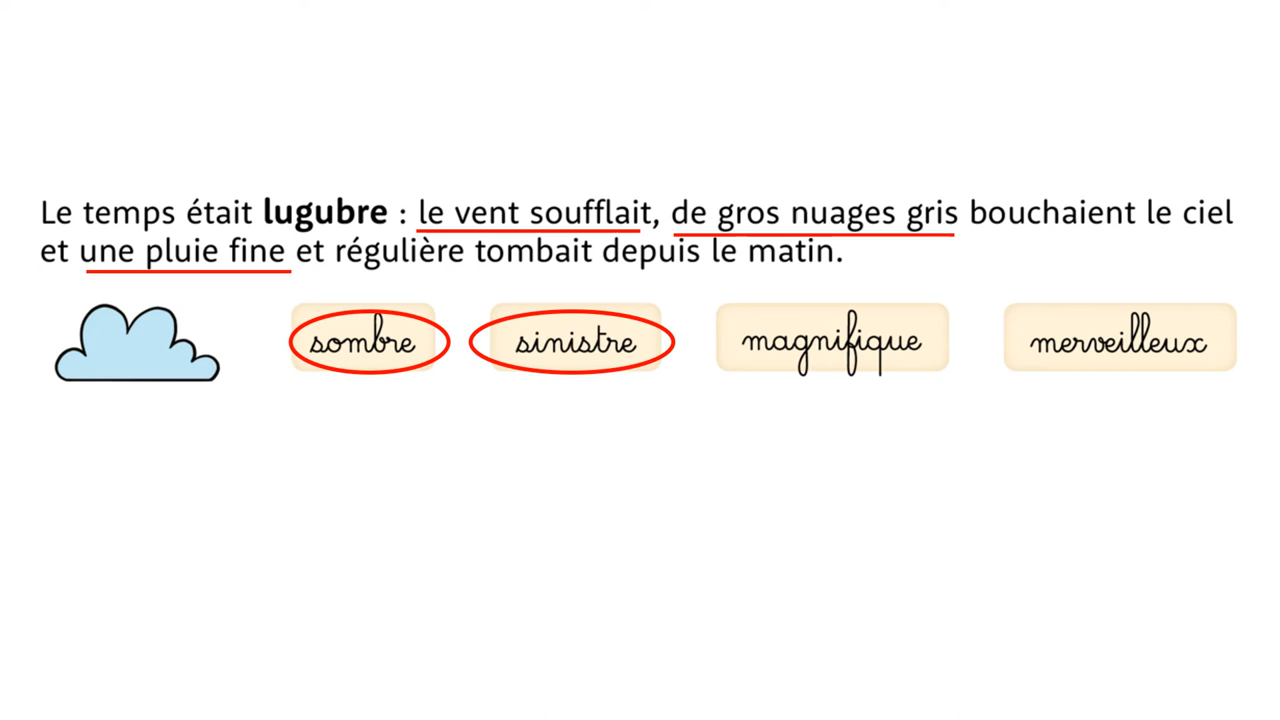 Le temps était lugubre : le vent soufflait, de gros nuages gris bouchaient le ciel
et une pluie fine et régulière tombait depuis le matin.
sombre sinistre magnifique merveilleux